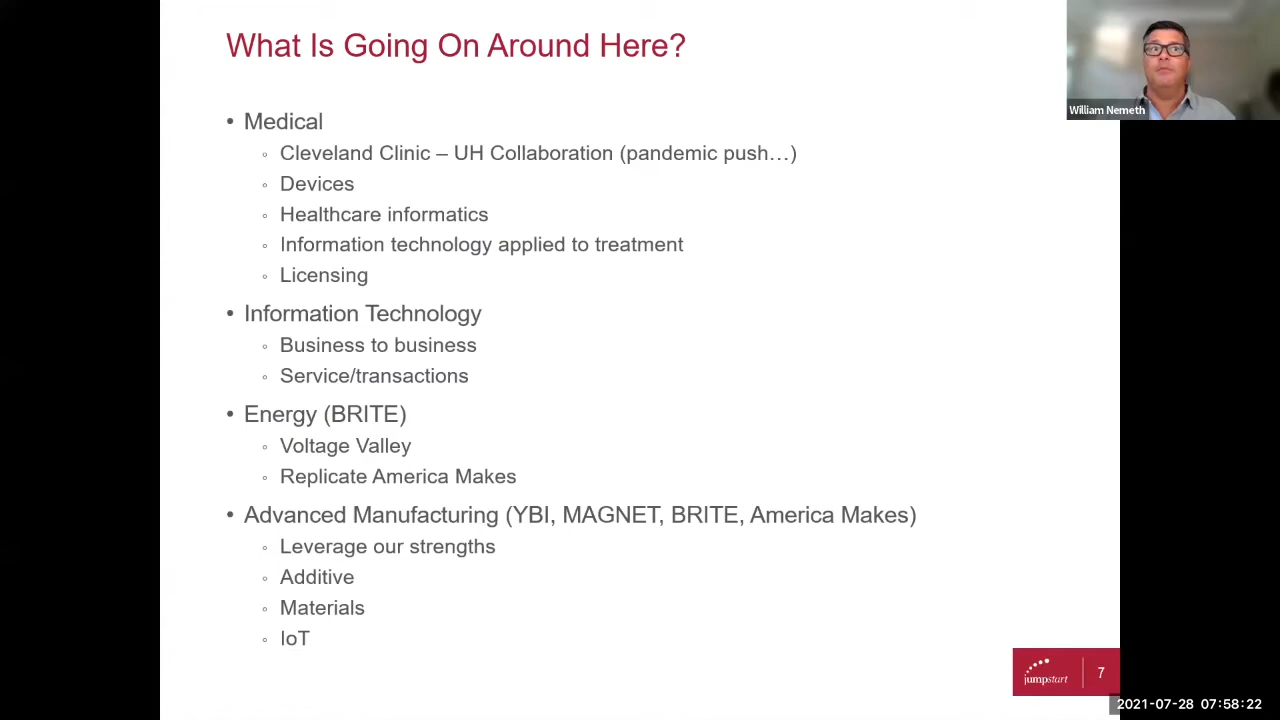 What Is Going On Around Here?
William Nemeth
• Medical
◦ Cleveland Clinic – UH Collaboration (pandemic push…)
◦ Devices
◦ Healthcare informatics
◦ Information technology applied to treatment
◦ Licensing
• Information Technology
◦ Business to business
◦ Service/transactions
• Energy (BRITE)
◦ Voltage Valley
◦ Replicate America Makes
• Advanced Manufacturing (YBI, MAGNET, BRITE, America Makes)
◦ Leverage our strengths
◦ Additive
◦ Materials
◦ IoT
jumpstart
7
2021-07-28 07:58:22